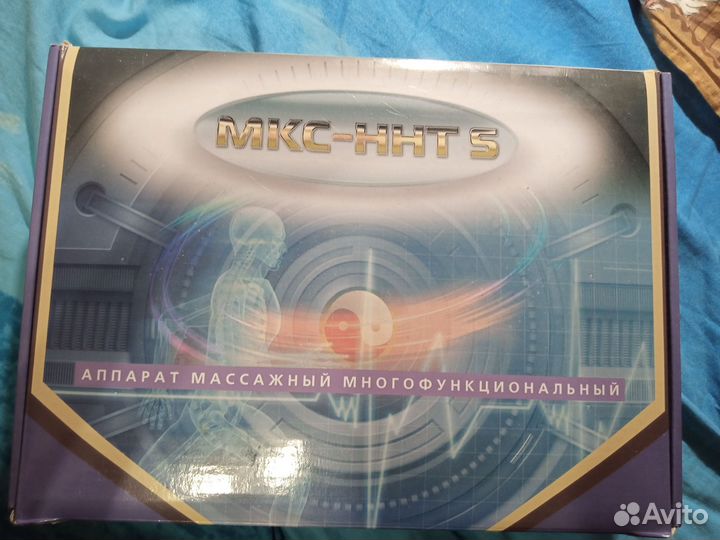 МКС-ННТ 5
АППАРАТ МАССАЖНЫЙ МНОГОФУНКЦИОНАЛЬНЫЙ
Avito